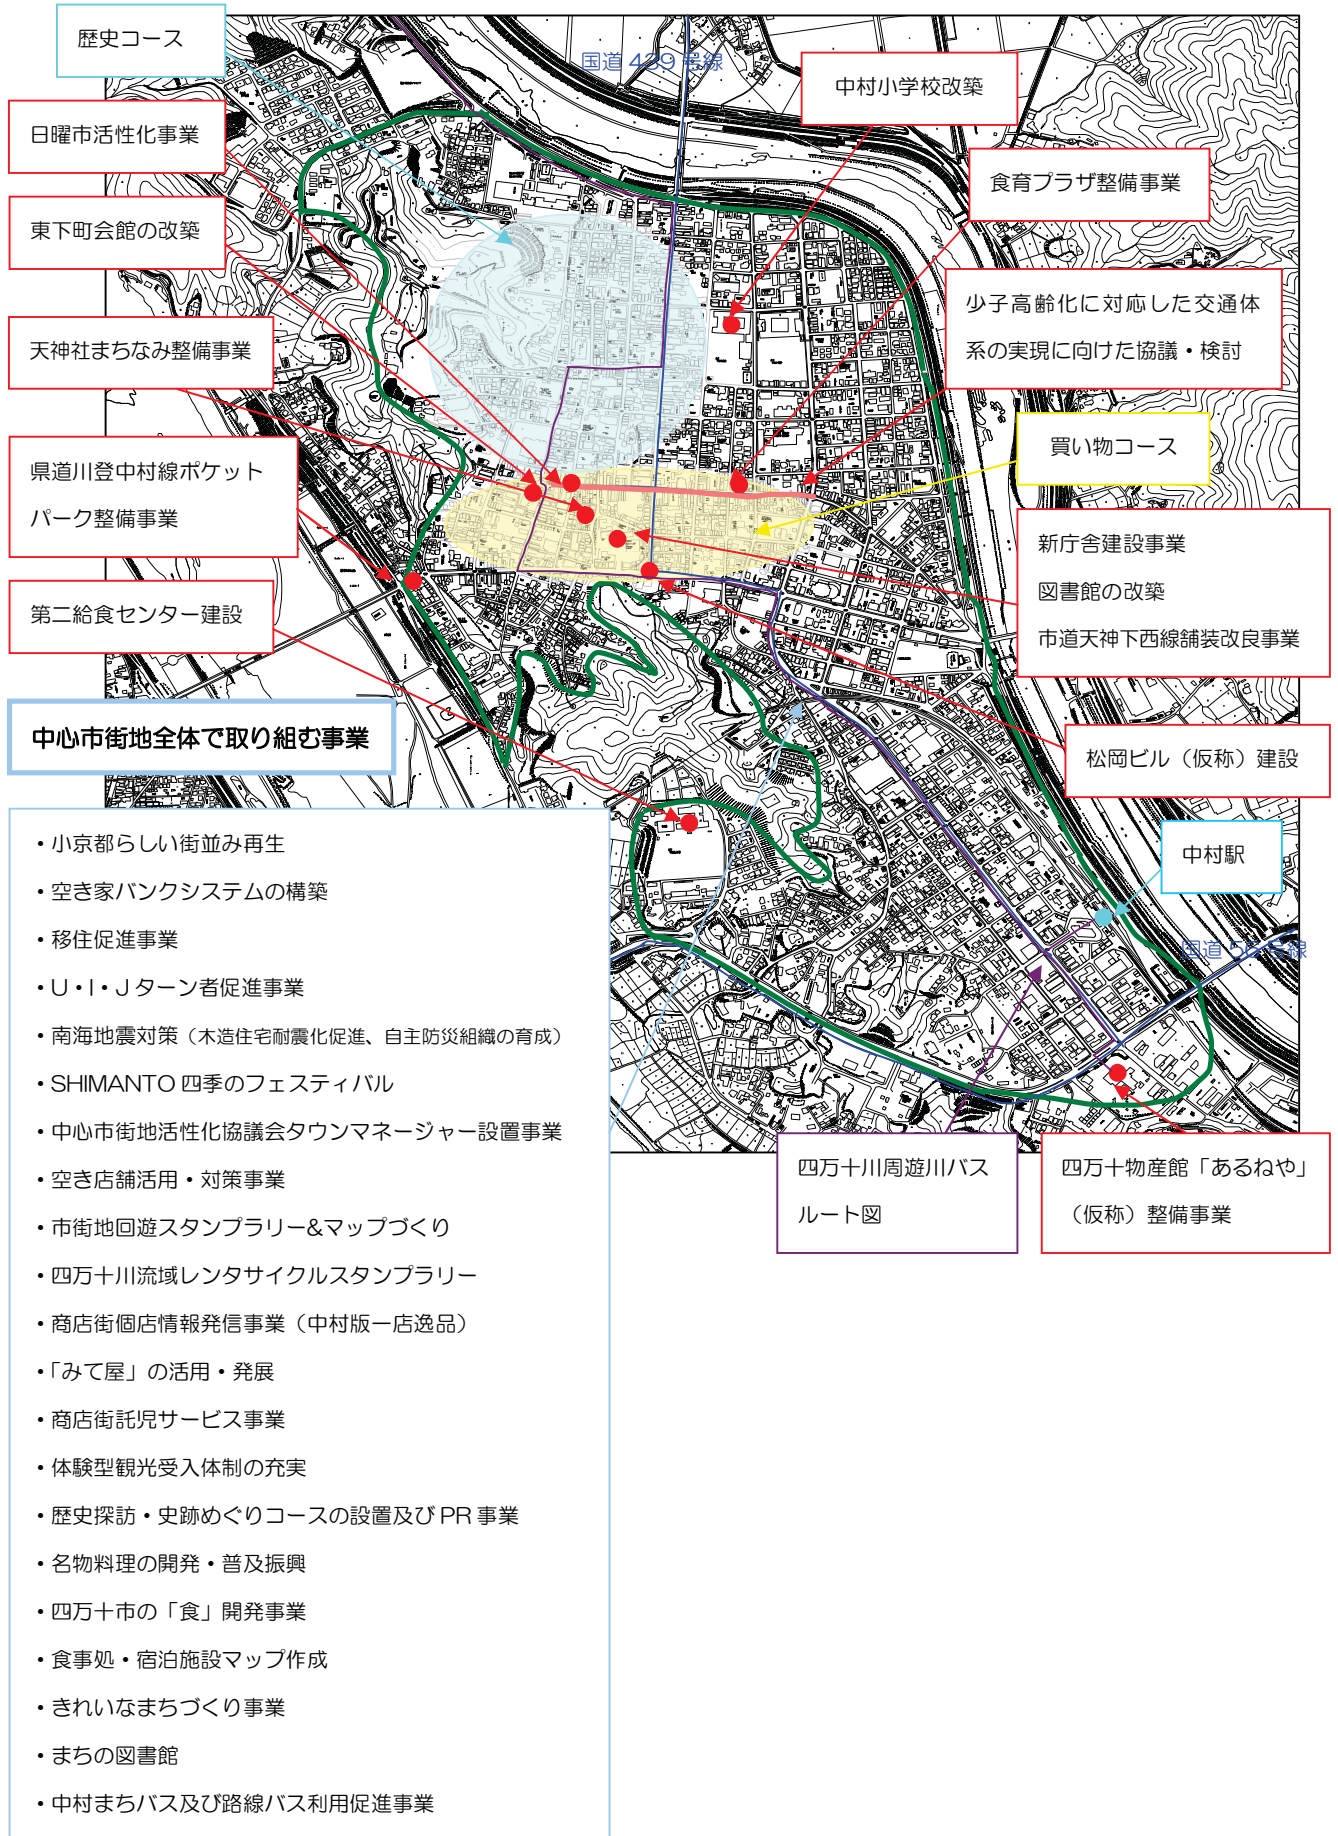 歴史コース
国道 439 号線
中村小学校改築
日曜市活性化事業
食育プラザ整備事業
東下町会館の改築
少子高齢化に対応した交通体
系の実現に向けた協議・検討
天神社まちなみ整備事業
買い物コース
県道川登中村線ポケット
パーク整備事業
新庁舎建設事業
図書館の改築
市道天神下西線舗装改良事業
第二給食センター建設
中心市街地全体で取り組む事業
松岡ビル（仮称）建設
中村駅
国道 56 号線
・小京都らしい街並み再生
・空き家バンクシステムの構築
・移住促進事業
・U・I・J ターン者促進事業
・南海地震対策（木造住宅耐震化促進、自主防災組織の育成）
・SHIMANTO 四季のフェスティバル
・中心市街地活性化協議会タウンマネージャー設置事業
・空き店舗活用・対策事業
・市街地回遊スタンプラリー&マップづくり
・四万十川流域レンタサイクルスタンプラリー
・商店街個店情報発信事業（中村版一店逸品）
・「みて屋」の活用・発展
・商店街託児サービス事業
・体験型観光受入体制の充実
・歴史探訪・史跡めぐりコースの設置及び PR 事業
・名物料理の開発・普及振興
・四万十市の「食」開発事業
・食事処・宿泊施設マップ作成
・きれいなまちづくり事業
・まちの図書館
・中村まちバス及び路線バス利用促進事業
四万十川周遊川バス
ルート図
四万十物産館「あるねや」
（仮称）整備事業